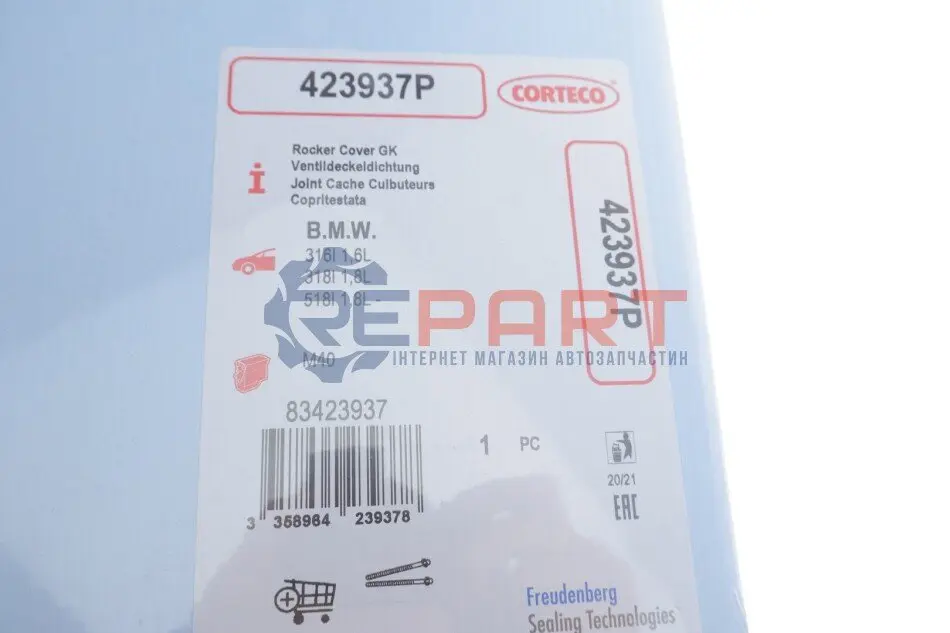 423937P
CORTECO
Rocker Cover GK
Ventildeckeldichtung
Joint Cache Culbuteurs
Copritestata
B.M.W.
316I 1,6L
318I 1,8L
518I 1,8L -
423937P
REPART
ІНТЕРНЕТ МАГАЗИН АВТОЗАПЧАСТИН
M40
83423937
1 PC
3 358984 239378
20/21
EAC
Freudenberg
Sealing Technologies